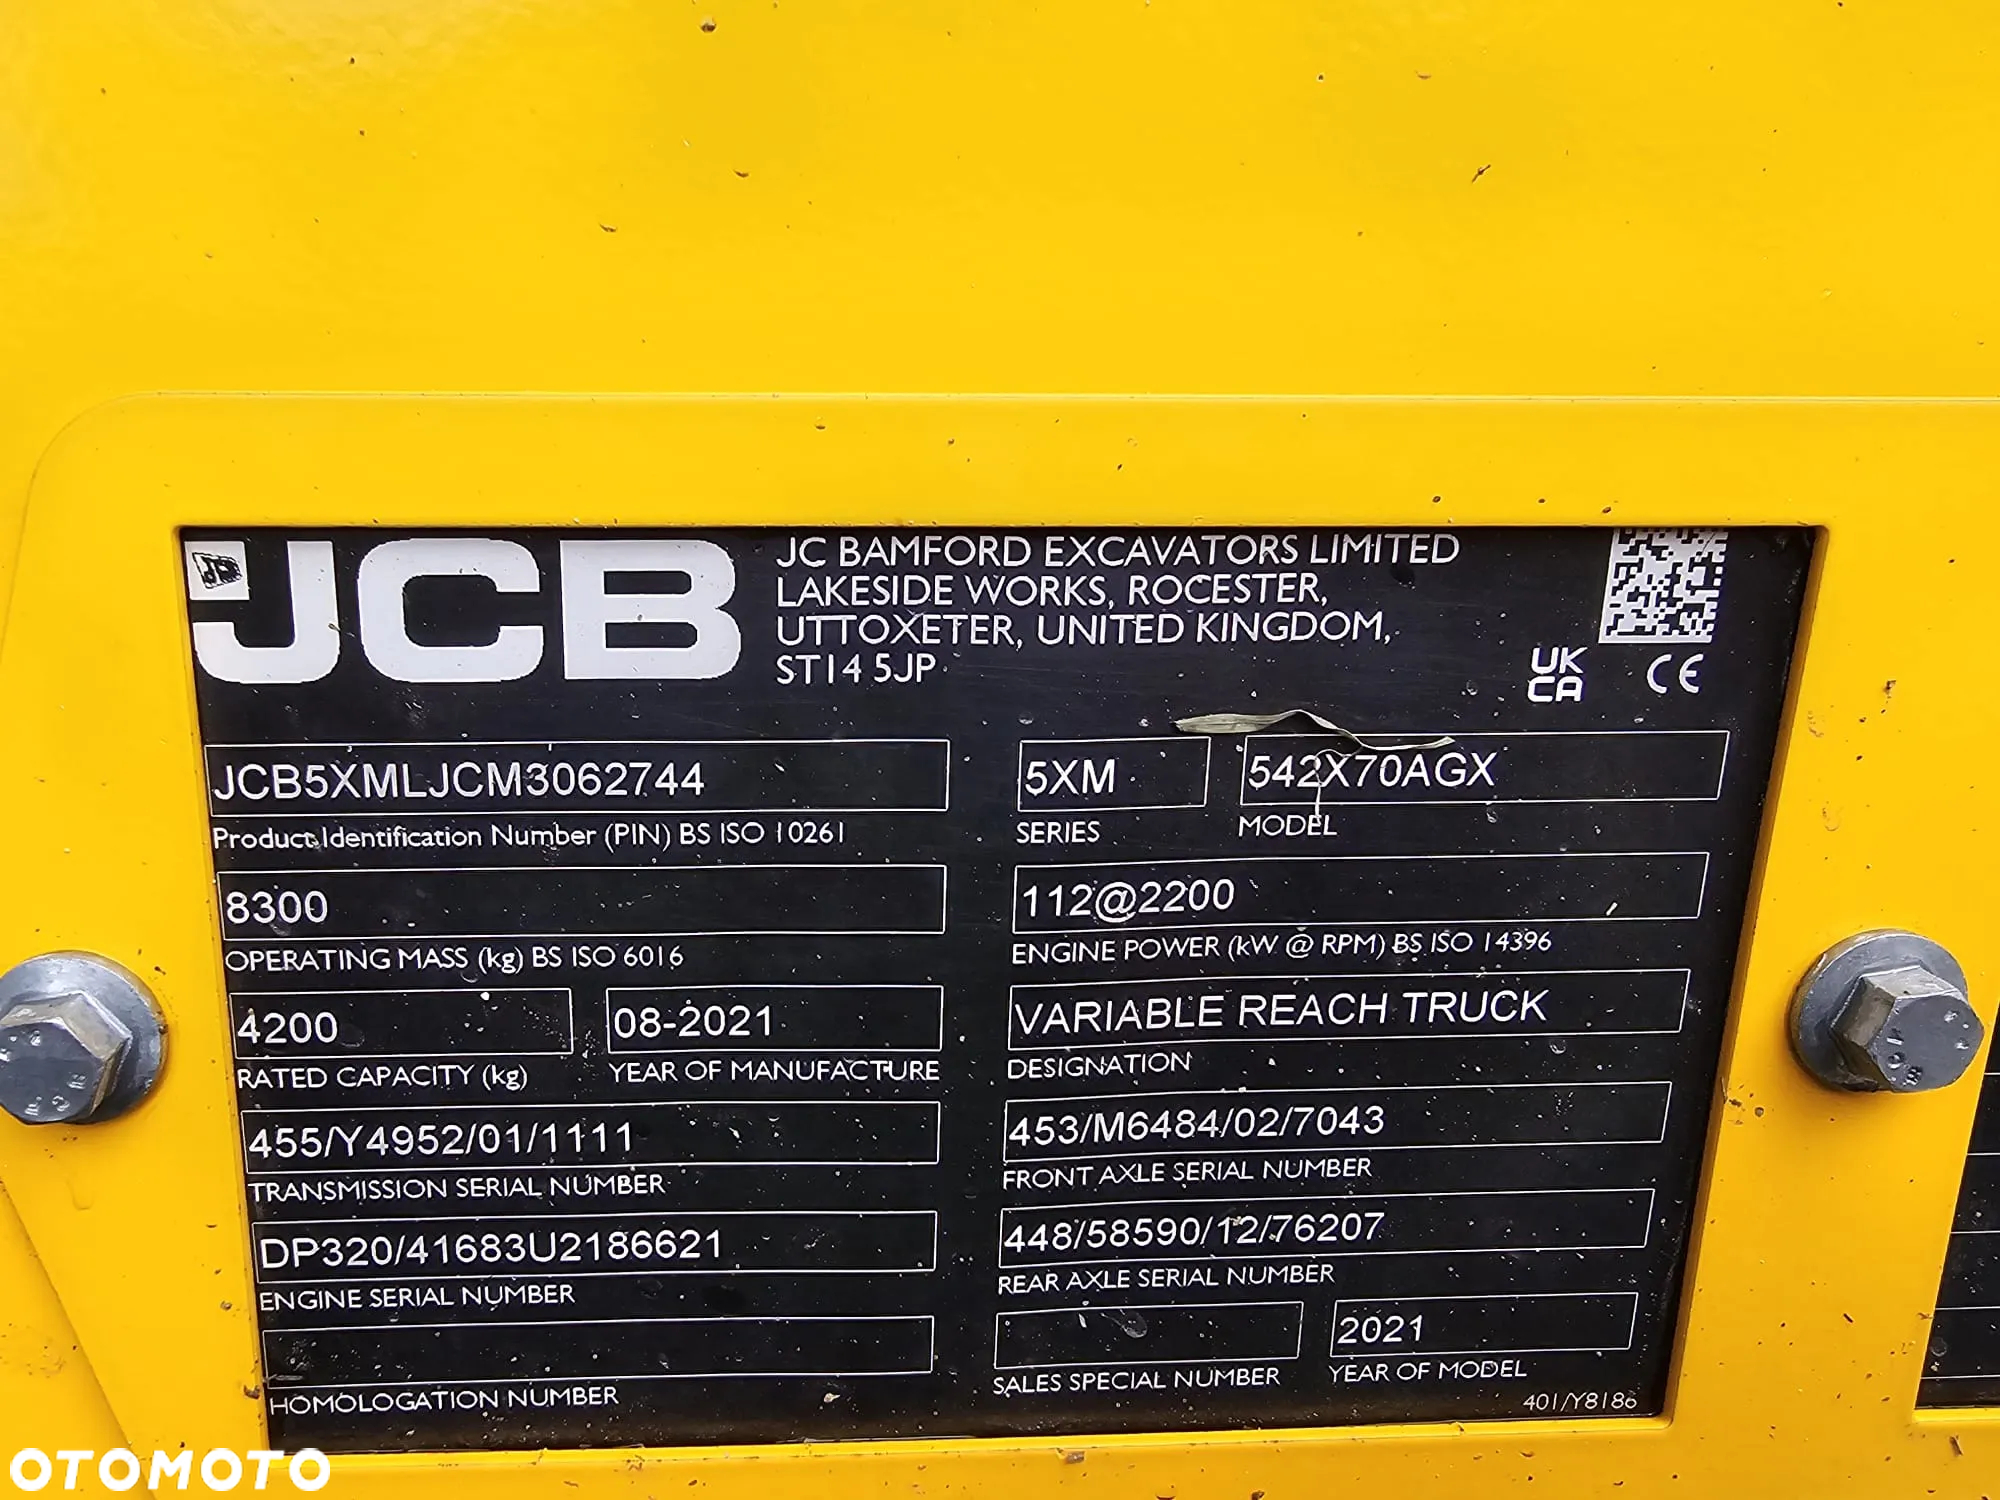 JCB
JCB
JC BAMFORD EXCAVATORS LIMITED
LAKESIDE WORKS, ROCESTER,
UTTOXETER, UNITED KINGDOM,
ST14 5JP
UK
CA
CE
JCB5XMLJCM3062744
Product Identification Number (PIN) BS ISO 10261
5XM
SERIES
542X70AGX
MODEL
8300
OPERATING MASS (kg) BS ISO 6016
112@2200
ENGINE POWER (kW @ RPM) BS ISO 14396
4200
RATED CAPACITY (kg)
08-2021
YEAR OF MANUFACTURE
VARIABLE REACH TRUCK
DESIGNATION
455/Y4952/01/1111
TRANSMISSION SERIAL NUMBER
453/M6484/02/7043
FRONT AXLE SERIAL NUMBER
DP320/41683U2186621
ENGINE SERIAL NUMBER
448/58590/12/76207
REAR AXLE SERIAL NUMBER
HOMOLOGATION NUMBER
SALES SPECIAL NUMBER
2021
YEAR OF MODEL
401/Y8186
OTOMOTO